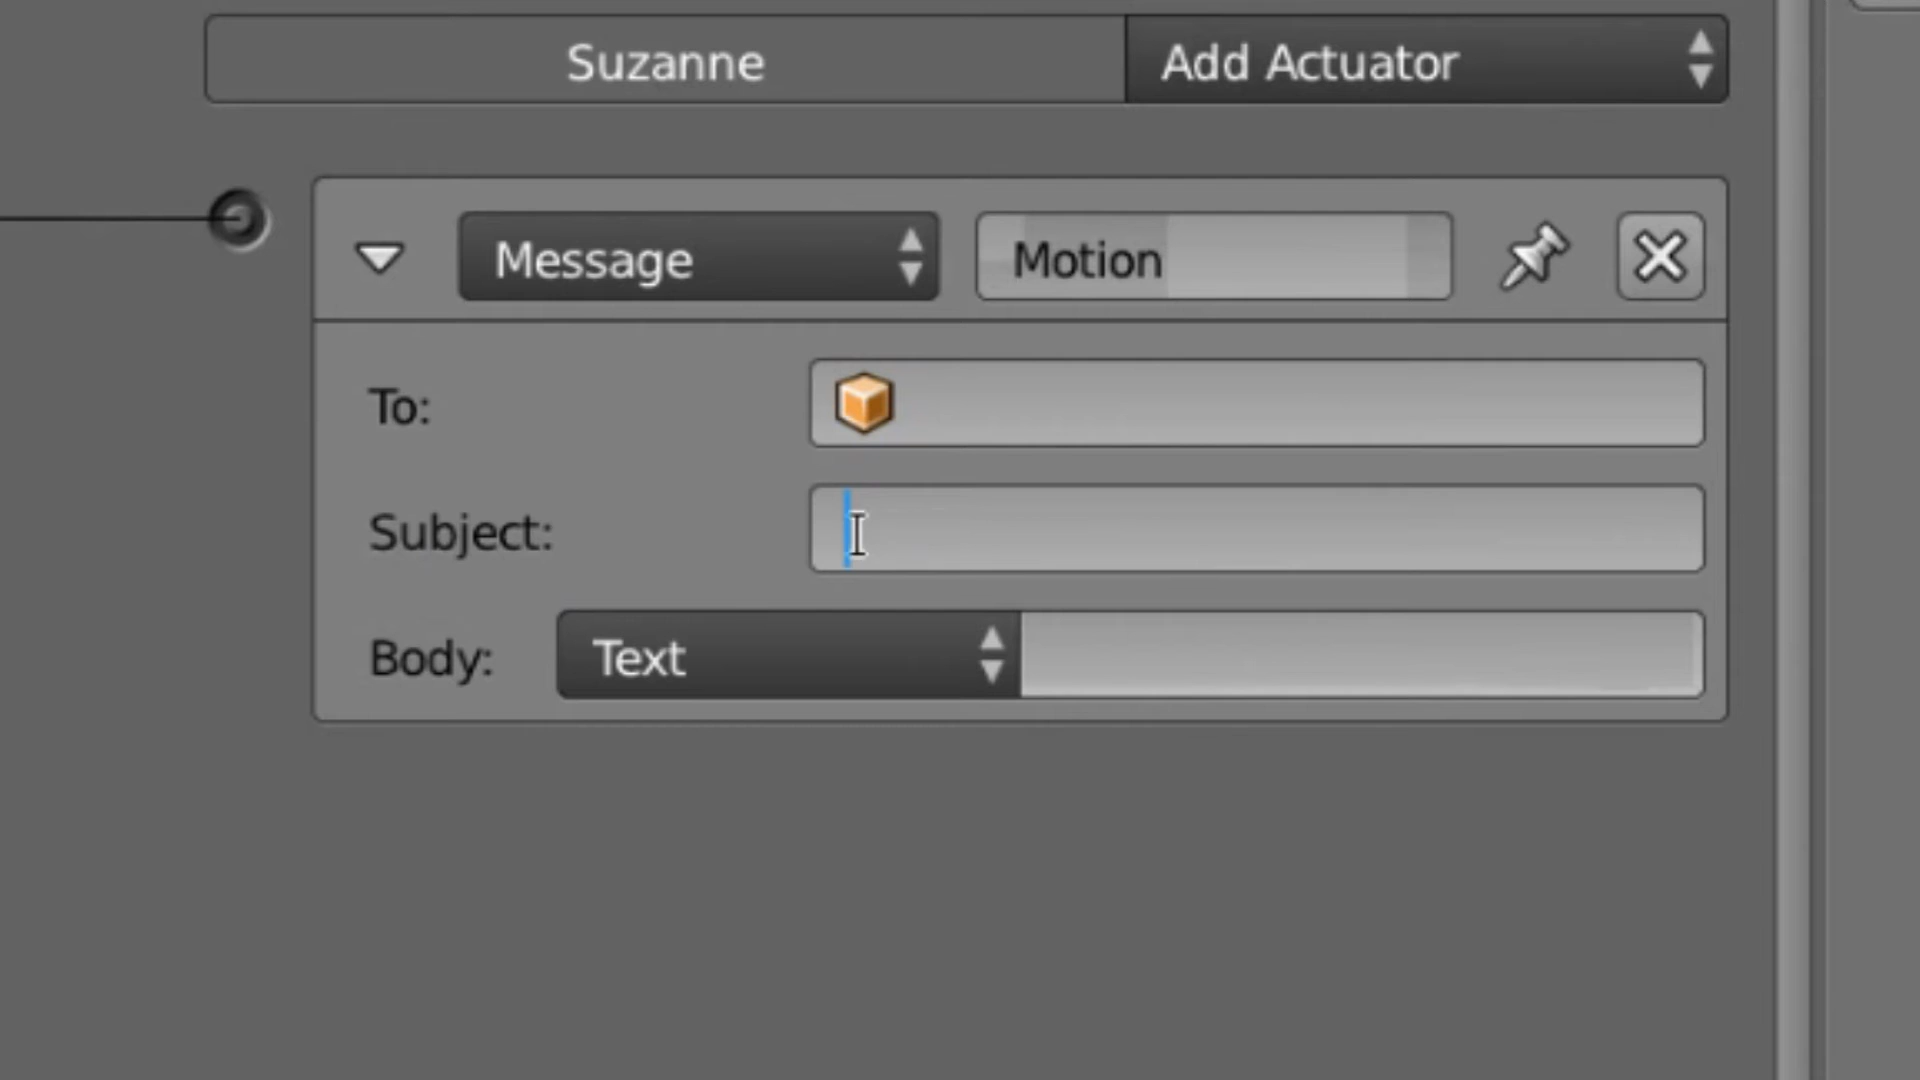 Suzanne Add Actuator
Message Motion
To:
Subject:
Body: Text